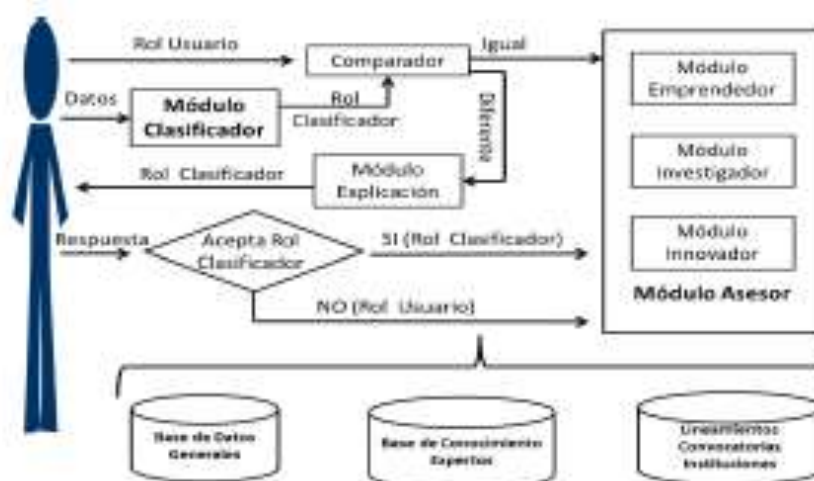 Rol Usuario
Igual
Comparador
Datos
Módulo
Clasificador
Rol
Clasificador
Diferente
Módulo
Emprendedor
Rol Clasificador
Módulo
Explicación
Módulo
Investigador
Respuesta
Acepta Rol
Clasificador
SI (Rol Clasificador)
Módulo
Innovador
Módulo Asesor
NO (Rol Usuario)
Base de Datos
Generales
Base de Conocimiento
Expertos
Lineamientos
Convocatorias
Instituciones